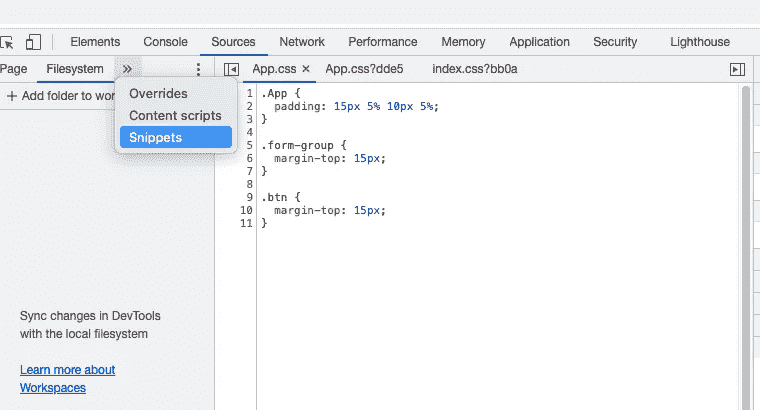 Elements Console Sources Network Performance Memory Application Security Lighthouse
Page Filesystem » App.css × App.css?dde5 index.css?bb0a
+ Add folder to wor
Overrides
Content scripts
Snippets
1 .App {
2 padding: 15px 5% 10px 5%;
3 }
4
5 .form-group {
6 margin-top: 15px;
7 }
8
9 .btn {
10 margin-top: 15px;
11 }
Sync changes in DevTools
with the local filesystem
Learn more about
Workspaces